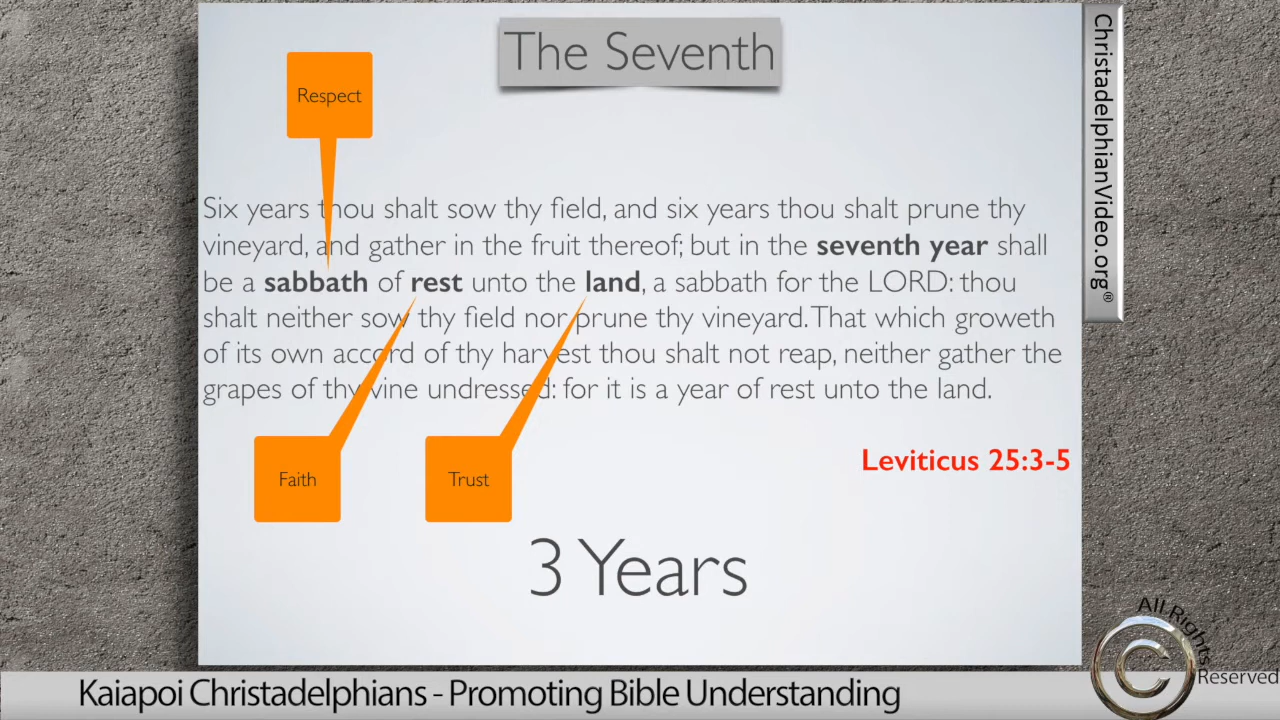 The Seventh
Respect
Six years thou shalt sow thy field, and six years thou shalt prune thy
vineyard, and gather in the fruit thereof; but in the seventh year shall
be a sabbath of rest unto the land, a sabbath for the LORD: thou
shalt neither sow thy field nor prune thy vineyard. That which groweth
of its own accord of thy harvest thou shalt not reap, neither gather the
grapes of thy vine undressed: for it is a year of rest unto the land.
Leviticus 25:3-5
Faith
Trust
3 Years
ChristadelphianVideo.org®
All Rights
Reserved
Kaiapoi Christadelphians - Promoting Bible Understanding